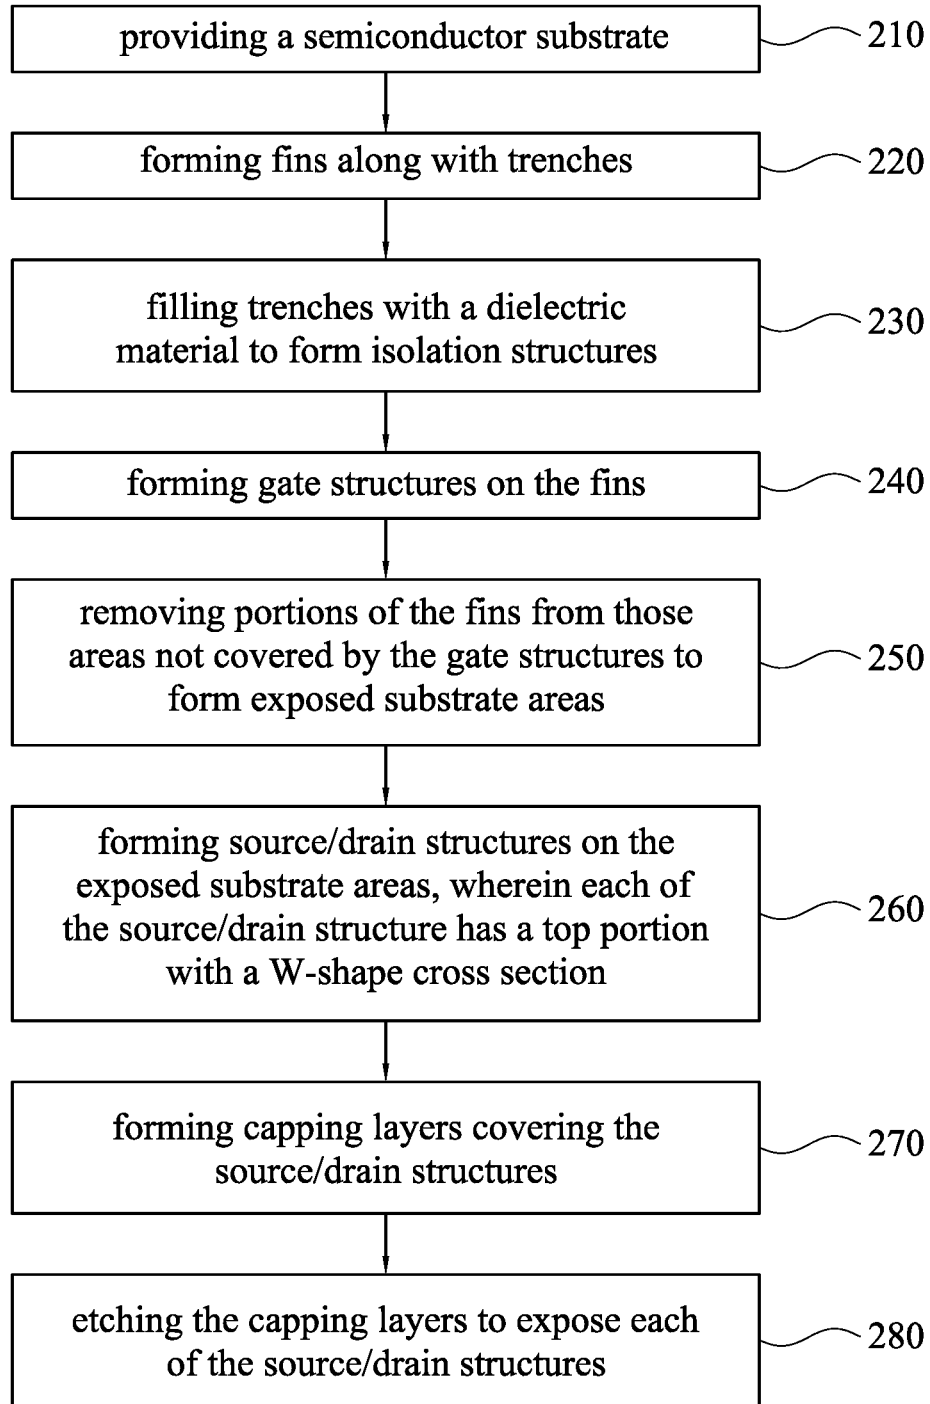 providing a semiconductor substrate
210
forming fins along with trenches
220
filling trenches with a dielectric
material to form isolation structures
230
forming gate structures on the fins
240
removing portions of the fins from those
areas not covered by the gate structures to
form exposed substrate areas
250
forming source/drain structures on the
exposed substrate areas, wherein each of
the source/drain structure has a top portion
with a W-shape cross section
260
forming capping layers covering the
source/drain structures
270
etching the capping layers to expose each
of the source/drain structures
280